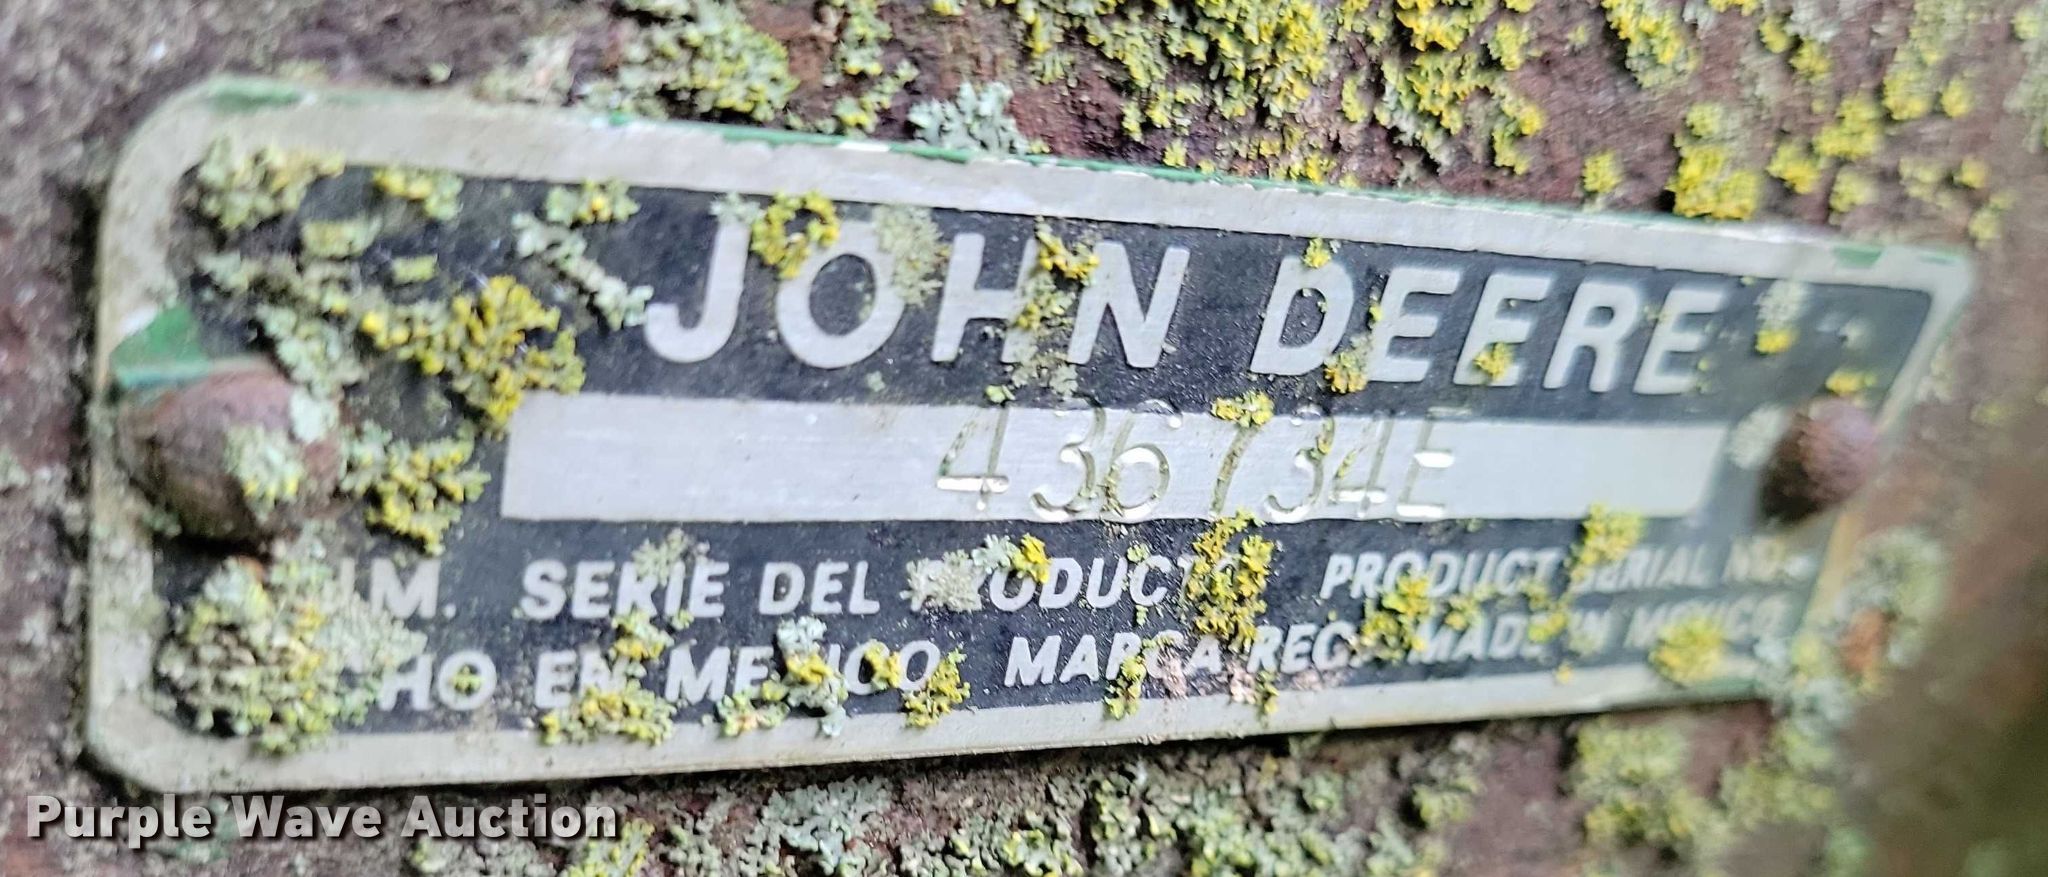 JOHN DEERE
436734E
SERIE DEL PRODUCTO PRODUCT SERIAL NO.
EN MEXICO MARCA REG. MADE IN MEXICO
Purple Wave Auction